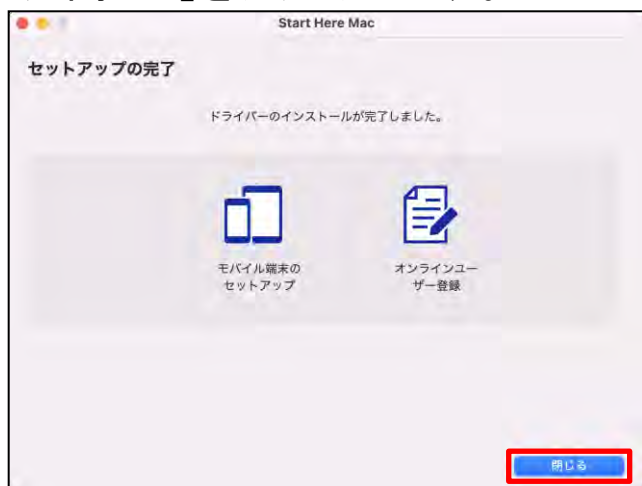 Start Here Mac
セットアップの完了
ドライバーのインストールが完了しました。
モバイル端末の
セットアップ
オンラインユー
ザー登録
閉じる